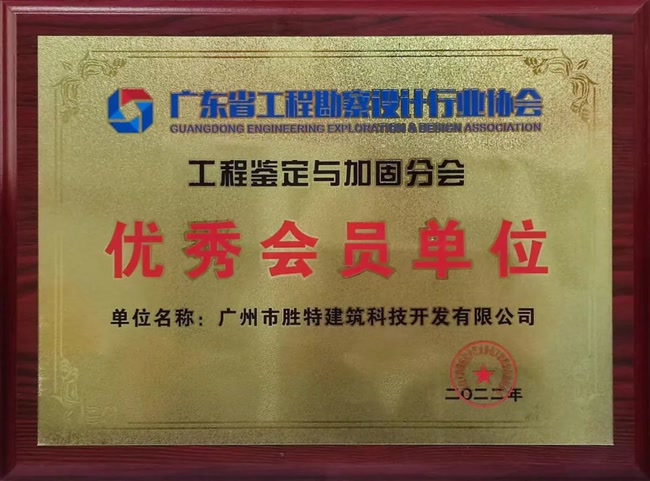 广东省工程勘察设计行业协会
GUANGDONG ENGINEERING EXPLORATION & DESIGN ASSOCIATION
工程鉴定与加固分会
优秀会员单位
单位名称：广州市胜特建筑科技开发有限公司
二〇二二年